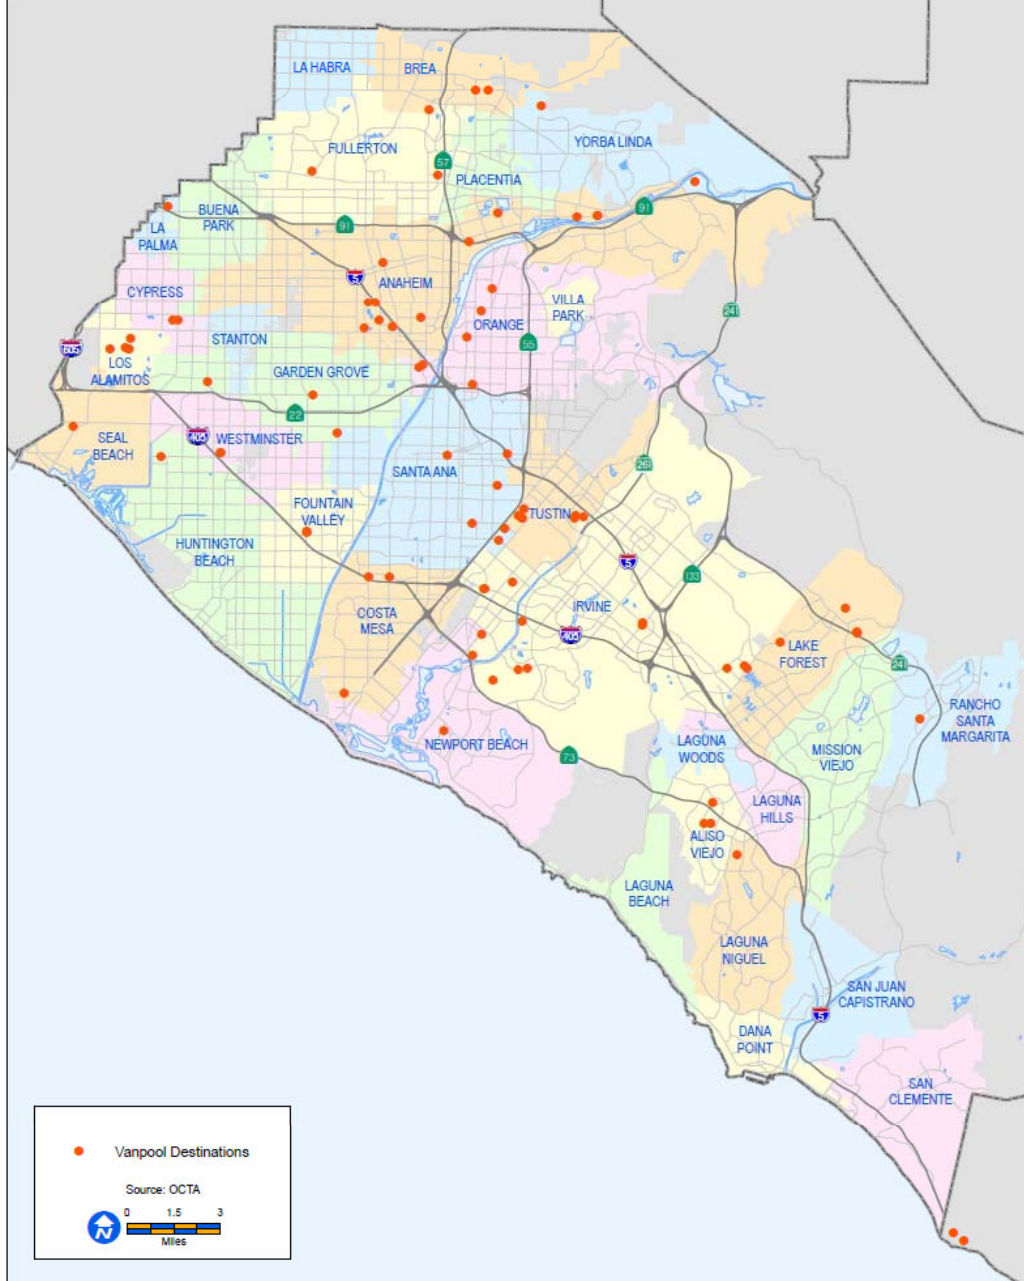 LA HABRA
BREA
FULLERTON
YORBA LINDA
57
PLACENTIA
BUENA
PARK
91
91
LA
PALMA
5
ANAHEIM
CYPRESS
VILLA
PARK
241
ORANGE
STANTON
55
605
LOS
ALAMITOS
GARDEN GROVE
22
SEAL
BEACH
405
WESTMINSTER
261
SANTA ANA
FOUNTAIN
VALLEY
TUSTIN
HUNTINGTON
BEACH
5
133
COSTA
MESA
IRVINE
405
LAKE
FOREST
241
RANCHO
SANTA
MARGARITA
NEWPORT BEACH
73
LAGUNA
WOODS
MISSION
VIEJO
LAGUNA
HILLS
ALISO
VIEJO
LAGUNA
BEACH
LAGUNA
NIGUEL
SAN JUAN
CAPISTRANO
5
DANA
POINT
SAN
CLEMENTE
Vanpool Destinations
Source: OCTA
N
0 1.5 3
Miles